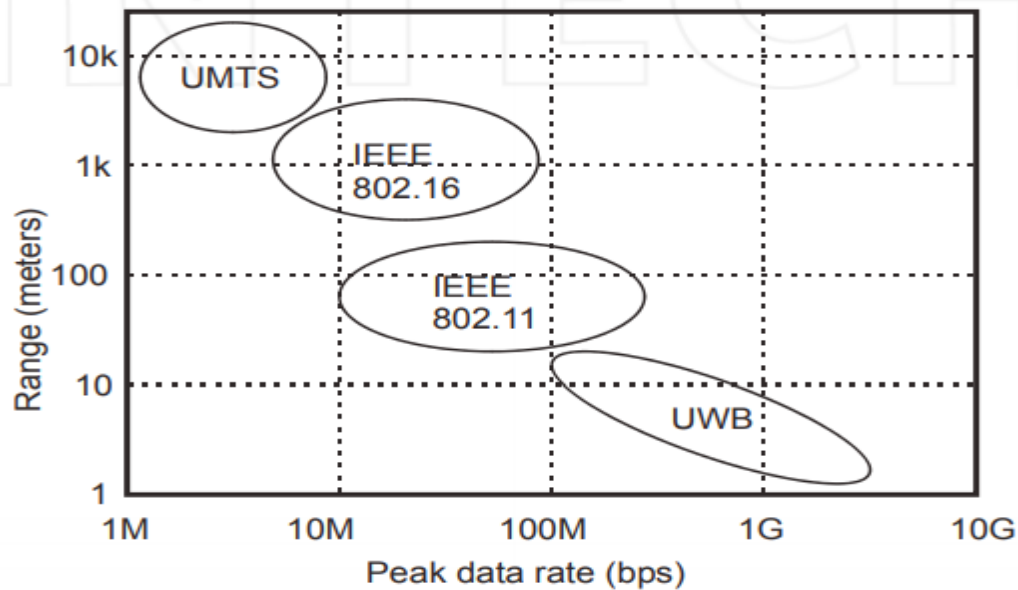 INTECH
10k
UMTS
IEEE
802.16
1k
IEEE
802.11
100
10
UWB
1
Range (meters)
1M
10M
100M
1G
10G
Peak data rate (bps)